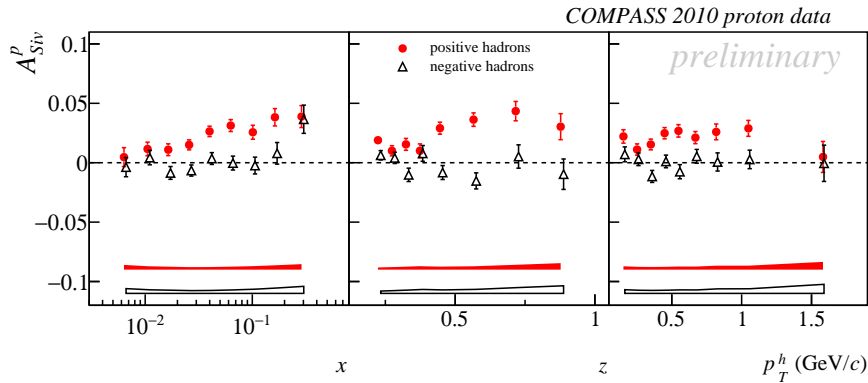 COMPASS 2010 proton data
A^p_Siv
0.1
0.05
0
−0.05
−0.1
positive hadrons
negative hadrons
preliminary
10^−2
10^−1
0.5
1
0.5
1
1.5
x
z
p_T^h (GeV/c)